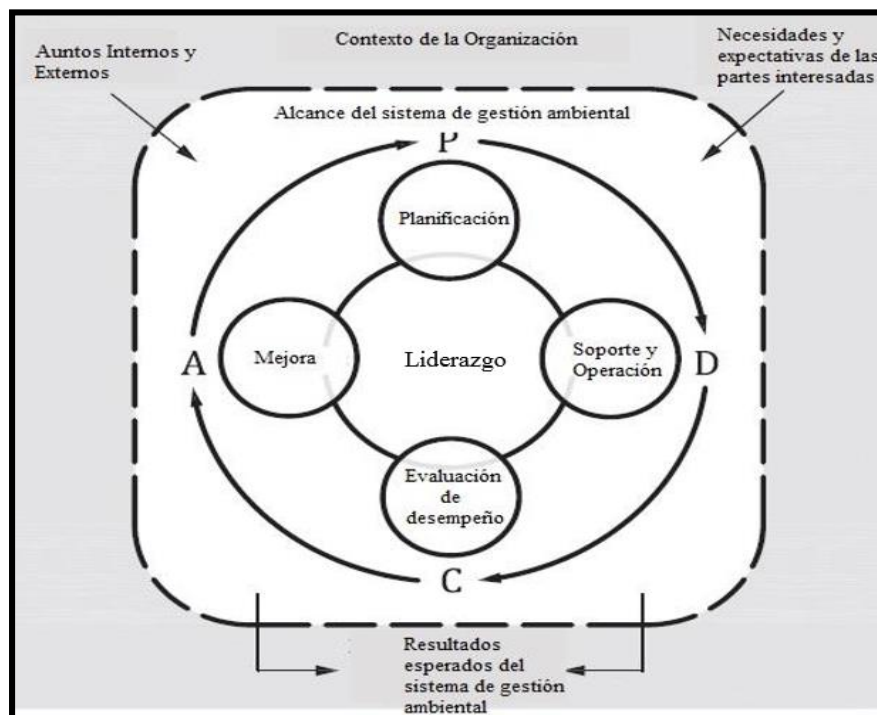 Contexto de la Organización
Auntos Internos y
Externos
Necesidades y
expectativas de las
partes interesadas
Alcance del sistema de gestión ambiental
P
Planificación
A
Mejora
Liderazgo
Soporte y
Operación
D
Evaluación
de
desempeño
C
Resultados
esperados del
sistema de gestión
ambiental